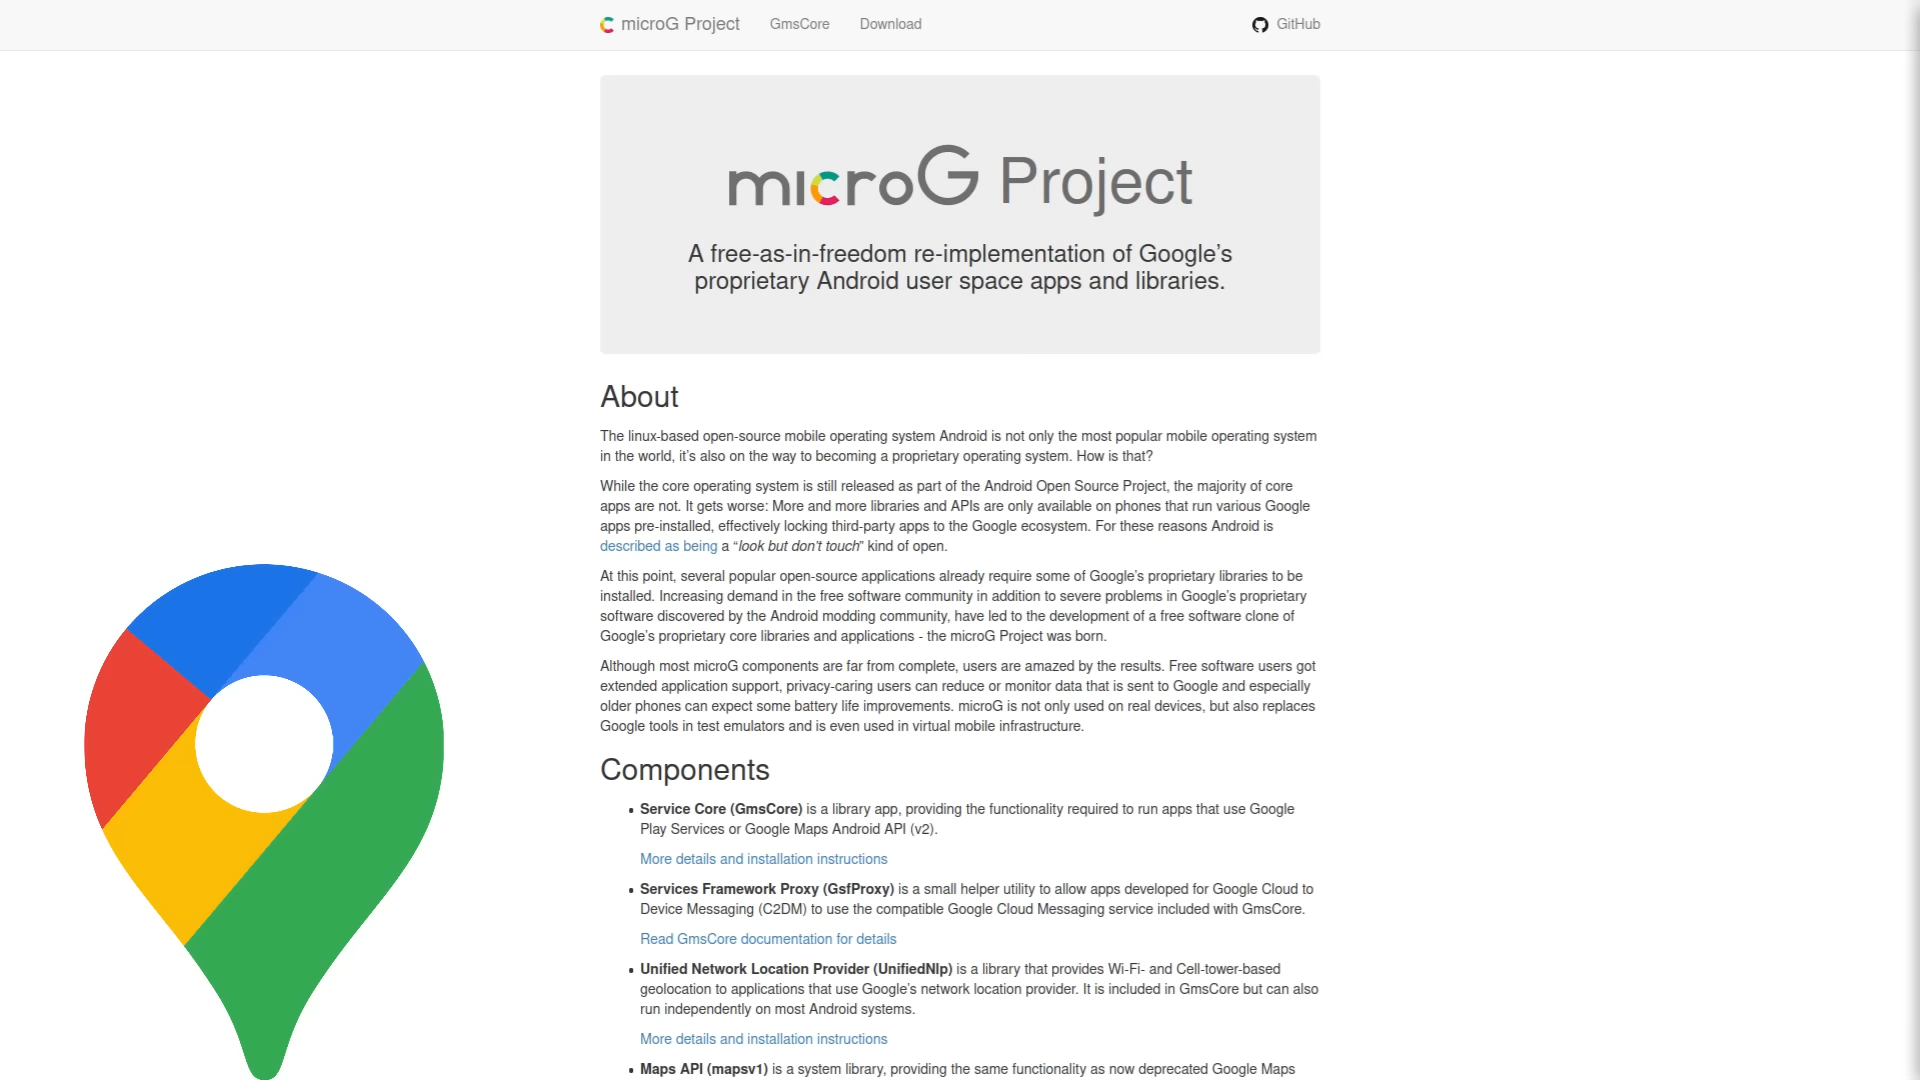 microG Project GmsCore Download GitHub
microG Project
A free-as-in-freedom re-implementation of Google’s
proprietary Android user space apps and libraries.
About
The linux-based open-source mobile operating system Android is not only the most popular mobile operating system
in the world, it’s also on the way to becoming a proprietary operating system. How is that?
While the core operating system is still released as part of the Android Open Source Project, the majority of core
apps are not. It gets worse: More and more libraries and APIs are only available on phones that run various Google
apps pre-installed, effectively locking third-party apps to the Google ecosystem. For these reasons Android is
described as being a “look but don’t touch” kind of open.
At this point, several popular open-source applications already require some of Google’s proprietary libraries to be
installed. Increasing demand in the free software community in addition to severe problems in Google’s proprietary
software discovered by the Android modding community, have led to the development of a free software clone of
Google’s proprietary core libraries and applications - the microG Project was born.
Although most microG components are far from complete, users are amazed by the results. Free software users got
extended application support, privacy-caring users can reduce or monitor data that is sent to Google and especially
older phones can expect some battery life improvements. microG is not only used on real devices, but also replaces
Google tools in test emulators and is even used in virtual mobile infrastructure.
Components
• Service Core (GmsCore) is a library app, providing the functionality required to run apps that use Google
Play Services or Google Maps Android API (v2).
More details and installation instructions
• Services Framework Proxy (GsfProxy) is a small helper utility to allow apps developed for Google Cloud to
Device Messaging (C2DM) to use the compatible Google Cloud Messaging service included with GmsCore.
Read GmsCore documentation for details
• Unified Network Location Provider (UnifiedNlp) is a library that provides Wi-Fi- and Cell-tower-based
geolocation to applications that use Google’s network location provider. It is included in GmsCore but can also
run independently on most Android systems.
More details and installation instructions
• Maps API (mapsv1) is a system library, providing the same functionality as now deprecated Google Maps